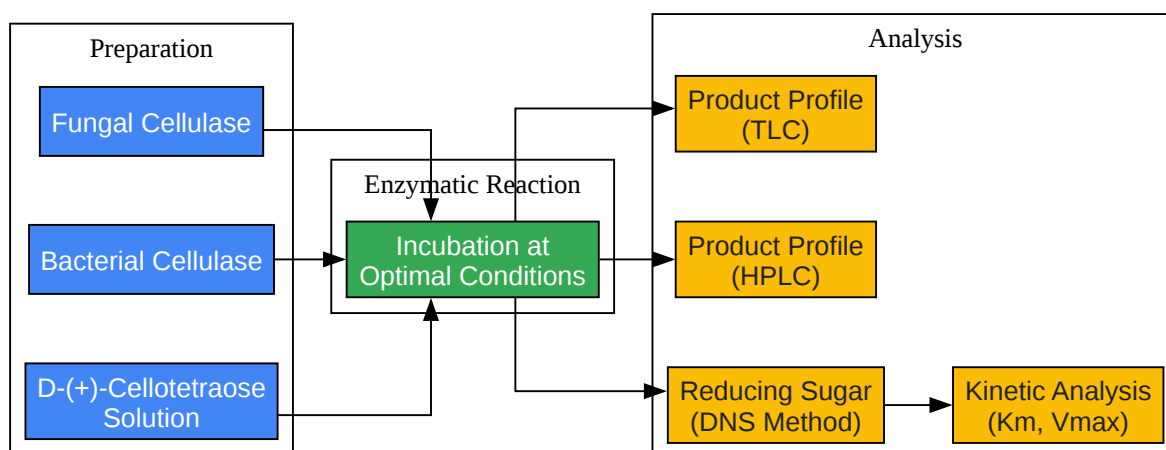 Preparation
Fungal Cellulase
Bacterial Cellulase
D-(+)-Cellotetraose
Solution
Enzymatic Reaction
Incubation at
Optimal Conditions
Analysis
Product Profile
(TLC)
Product Profile
(HPLC)
Reducing Sugar
(DNS Method)
Kinetic Analysis
(Km, Vmax)